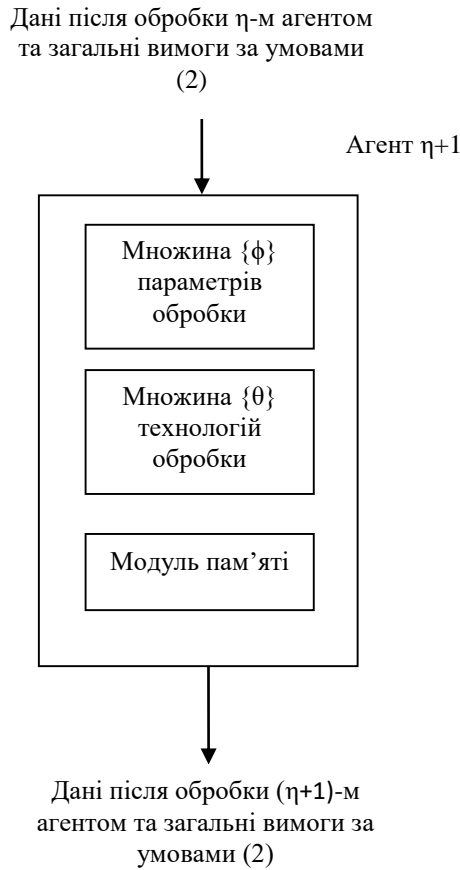 Дані після обробки η-м агентом
та загальні вимоги за умовами
(2)
Агент η+1
Множина {ϕ}
параметрів
обробки
Множина {θ}
технологій
обробки
Модуль пам’яті
Дані після обробки (η+1)-м
агентом та загальні вимоги за
умовами (2)